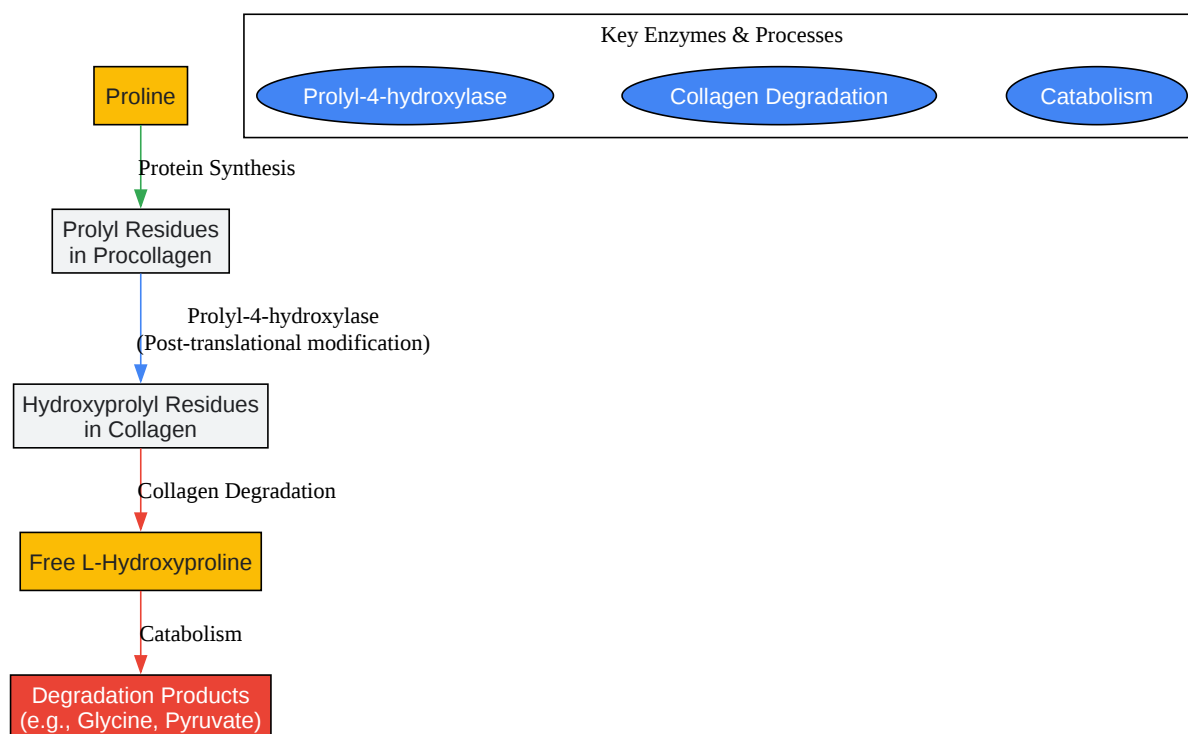 Key Enzymes & Processes
Proline
Prolyl-4-hydroxylase
Collagen Degradation
Catabolism
Protein Synthesis
Prolyl Residues
in Procollagen
Prolyl-4-hydroxylase
(Post-translational modification)
Hydroxyprolyl Residues
in Collagen
Collagen Degradation
Free L-Hydroxyproline
Catabolism
Degradation Products
(e.g., Glycine, Pyruvate)